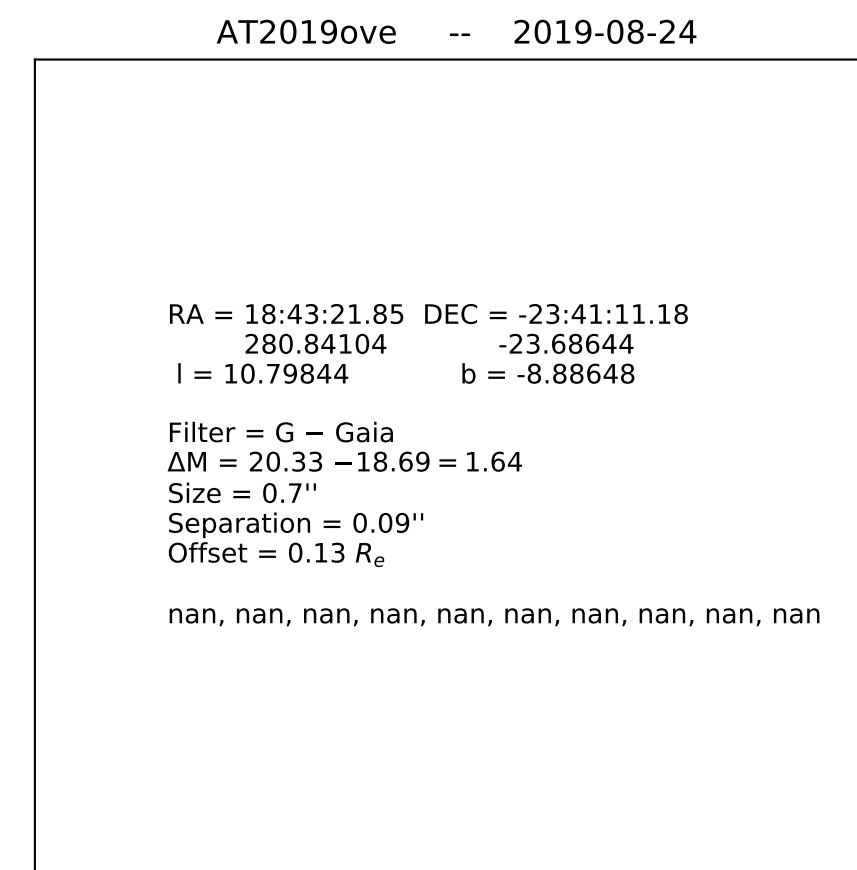 AT2019ove -- 2019-08-24
RA = 18:43:21.85 DEC = -23:41:11.18
280.84104 -23.68644
l = 10.79844 b = -8.88648
Filter = G − Gaia
ΔM = 20.33 −18.69 = 1.64
Size = 0.7''
Separation = 0.09''
Offset = 0.13 Re
nan, nan, nan, nan, nan, nan, nan, nan, nan, nan